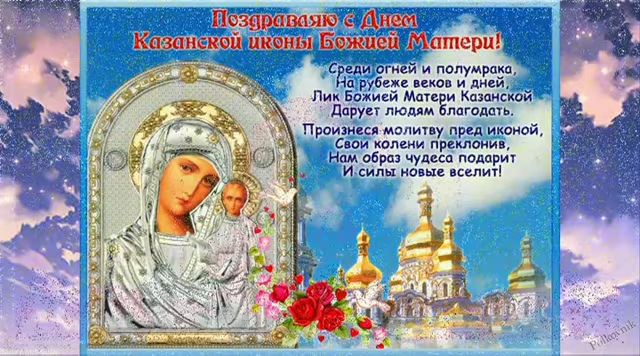 Поздравляю с Днем
Казанской иконы Божией Матери!
Среди огней и полумрака,
На рубеже веков и дней,
Лик Божией Матери Казанской
Дарует людям благодать.
Произнеся молитву пред иконой,
Свои колени преклонив,
Нам образ чудеса подарит
И силы новые вселит!